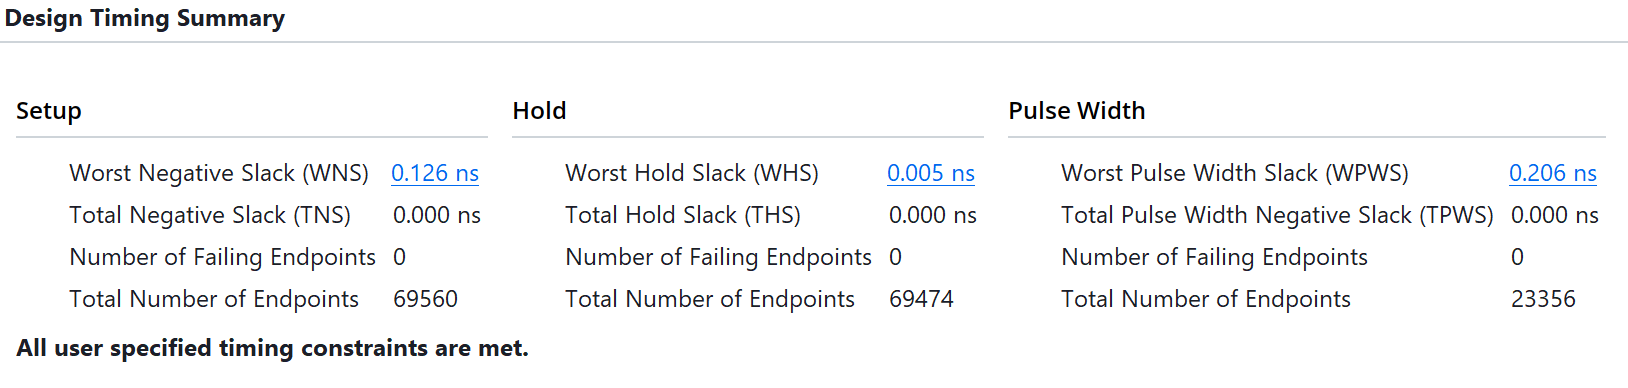 Design Timing Summary
Setup
Worst Negative Slack (WNS) 0.126 ns
Total Negative Slack (TNS) 0.000 ns
Number of Failing Endpoints 0
Total Number of Endpoints 69560
Hold
Worst Hold Slack (WHS) 0.005 ns
Total Hold Slack (THS) 0.000 ns
Number of Failing Endpoints 0
Total Number of Endpoints 69474
Pulse Width
Worst Pulse Width Slack (WPWS) 0.206 ns
Total Pulse Width Negative Slack (TPWS) 0.000 ns
Number of Failing Endpoints 0
Total Number of Endpoints 23356
All user specified timing constraints are met.